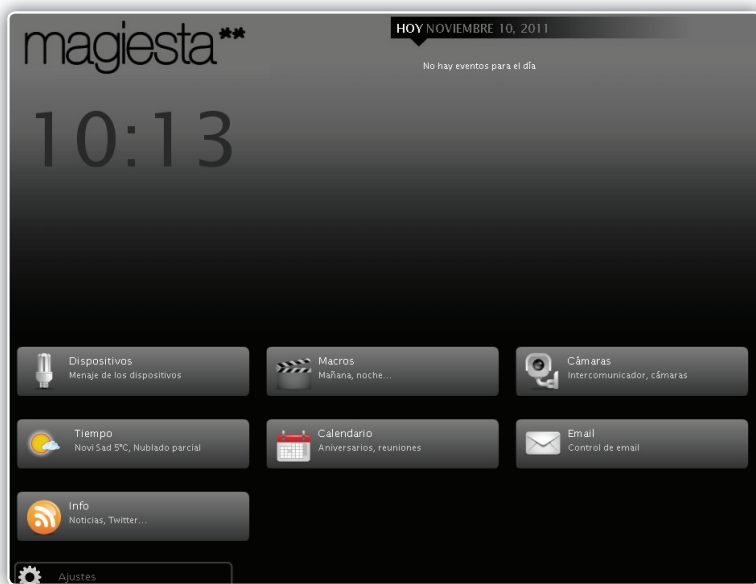 magiesta**
HOY NOVIEMBRE 10, 2011
No hay eventos para el día
10:13
Dispositivos
Menaje de los dispositivos
Macros
Mañana, noche...
Cámaras
Intercomunicador, cámaras
Tiempo
Novi Sad 5°C, Nublado parcial
Calendario
Aniversarios, reuniones
Email
Control de email
Info
Noticias, Twitter...
Ajustes